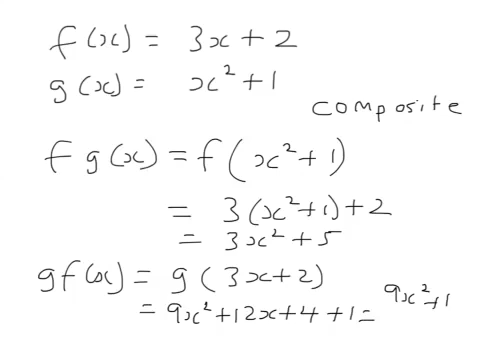 f(x) = 3x + 2
g(x) = x² + 1
composite
fg(x) = f(x² + 1)
= 3(x² + 1) + 2
= 3x² + 5
gf(x) = g(3x + 2)
= 9x² + 12x + 4 + 1 = 9x² + 1